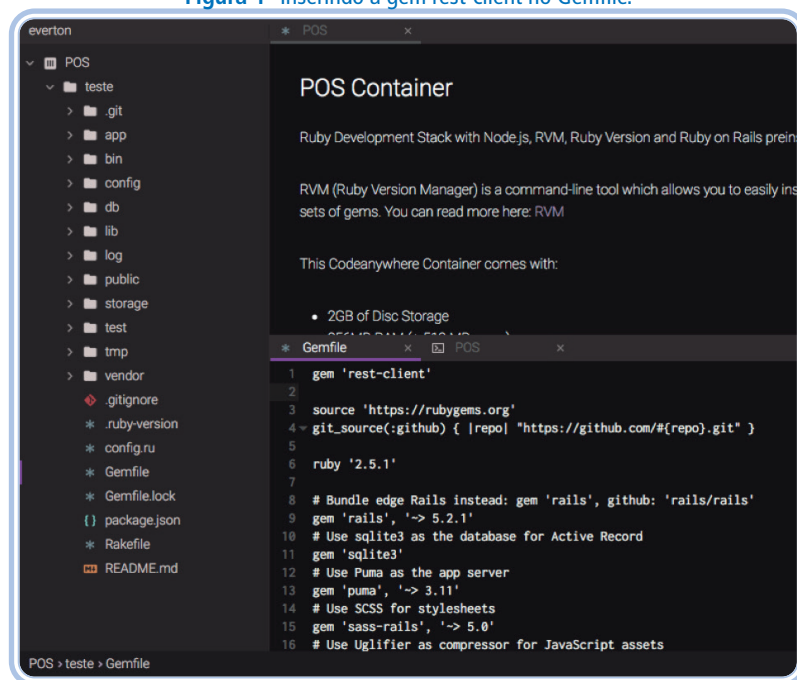 Figura 1 - Inserindo a gem rest-client no Gemfile.
everton
POS
POS
teste
.git
app
bin
config
db
lib
log
public
storage
test
tmp
vendor
.gitignore
.ruby-version
config.ru
Gemfile
Gemfile.lock
package.json
Rakefile
README.md
POS Container
Ruby Development Stack with Node.js, RVM, Ruby Version and Ruby on Rails
RVM (Ruby Version Manager) is a command-line tool which allows you to easily
sets of gems. You can read more here: RVM
This Codeanywhere Container comes with:
• 2GB of Disc Storage
Gemfile
POS
1 gem 'rest-client'
2
3 source 'https://rubygems.org'
4 git_source(:github) { |repo| "https://github.com/#{repo}.git" }
5
6 ruby '2.5.1'
7
8 # Bundle edge Rails instead: gem 'rails', github: 'rails/rails'
9 gem 'rails', '~> 5.2.1'
10 # Use sqlite3 as the database for Active Record
11 gem 'sqlite3'
12 # Use Puma as the app server
13 gem 'puma', '~> 3.11'
14 # Use SCSS for stylesheets
15 gem 'sass-rails', '~> 5.0'
16 # Use Uglifier as compressor for JavaScript assets
POS › teste › Gemfile